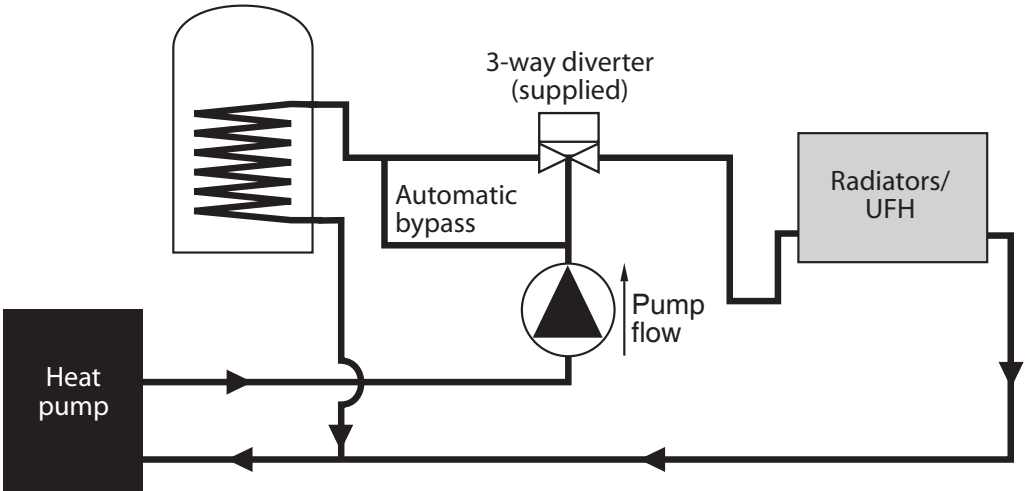 3-way diverter
(supplied)
Automatic
bypass
Radiators/
UFH
Pump
flow
Heat
pump